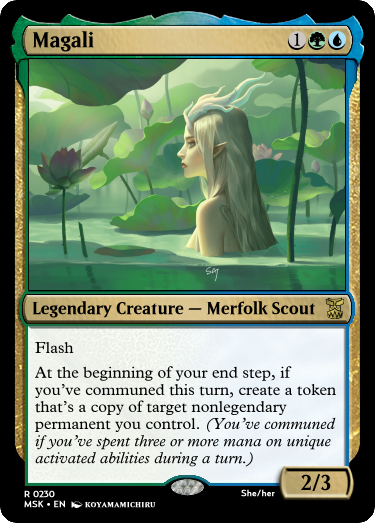 Magali 1
Legendary Creature — Merfolk Scout
Flash
At the beginning of your end step, if
you've communed this turn, create a token
that's a copy of target nonlegendary
permanent you control. (You've communed
if you've spent three or more mana on unique
activated abilities during a turn.)
2/3
R 0230
She/her
MSK • EN KOYAMAMICHIRU